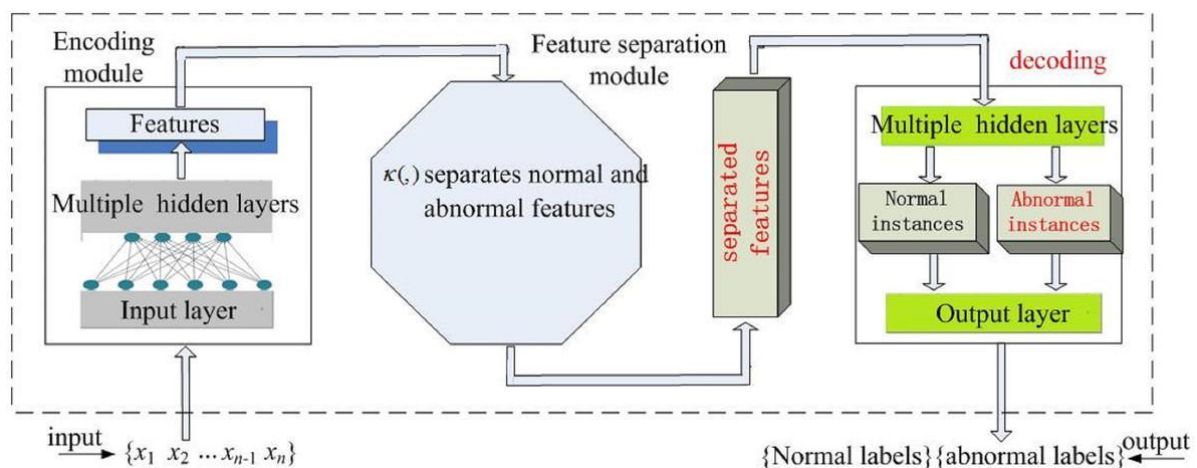 Encoding
module
Features
Multiple hidden layers
Input layer
input
{x₁ x₂ ... xₙ₋₁ xₙ}
κ(,) separates normal and
abnormal features
Feature separation
module
separated
features
decoding
Multiple hidden layers
Normal
instances
Abnormal
instances
Output layer
{Normal labels}{abnormal labels}
output